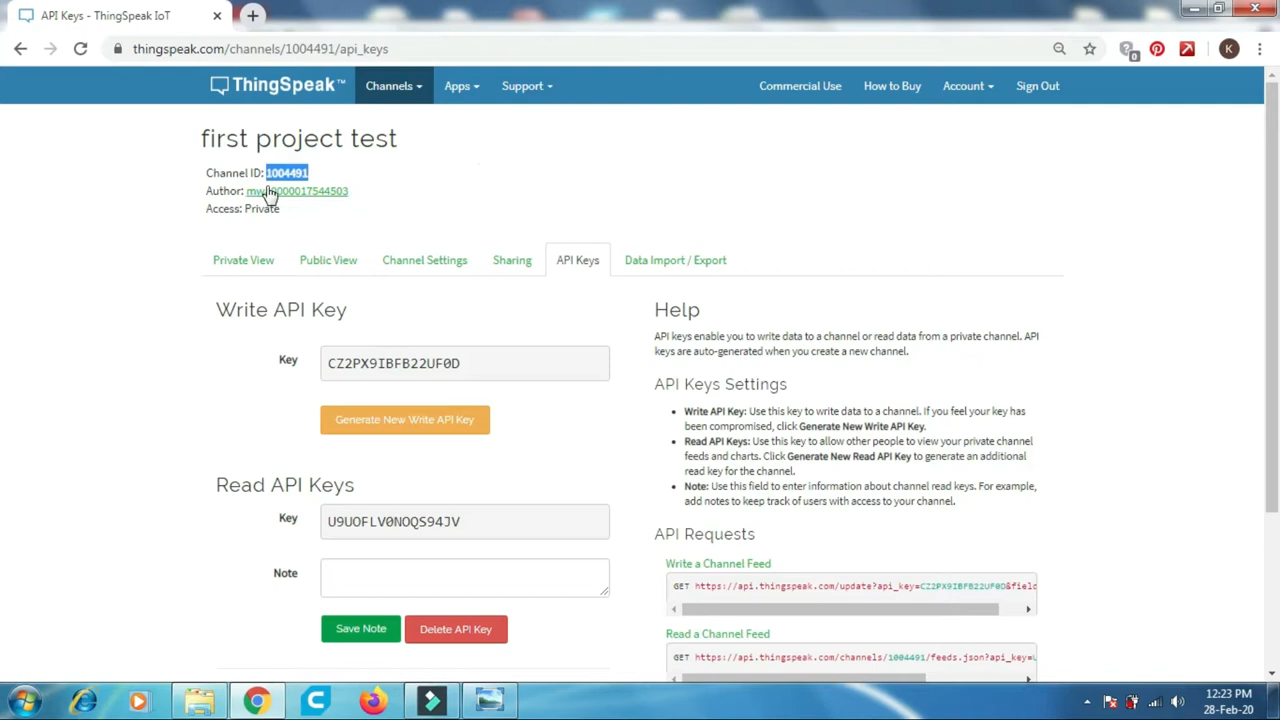 API Keys - ThingSpeak IoT
thingspeak.com/channels/1004491/api_keys
0
K
ThingSpeak™
Channels
Apps
Support
Commercial Use
How to Buy
Account
Sign Out
first project test
Channel ID: 1004491
Author: 0000017544503
Access: Private
Private View
Public View
Channel Settings
Sharing
API Keys
Data Import / Export
Write API Key
Key
CZ2PX9IBFB22UF0D
Generate New Write API Key
Read API Keys
Key
U9UOFLV0NOQS94JV
Note
Save Note
Delete API Key
Help
API keys enable you to write data to a channel or read data from a private channel. API
keys are auto-generated when you create a new channel.
API Keys Settings
• Write API Key: Use this key to write data to a channel. If you feel your key has
been compromised, click Generate New Write API Key.
• Read API Keys: Use this key to allow other people to view your private channel
feeds and charts. Click Generate New Read API Key to generate an additional
read key for the channel.
• Note: Use this field to enter information about channel read keys. For example,
add notes to keep track of users with access to your channel.
API Requests
Write a Channel Feed
GET https://api.thingspeak.com/update?api_key=CZ2PX9IBFB22UF0D&field
Read a Channel Feed
GET https://api.thingspeak.com/channels/1004491/feeds.json?api_key=U
12:23 PM
28-Feb-20